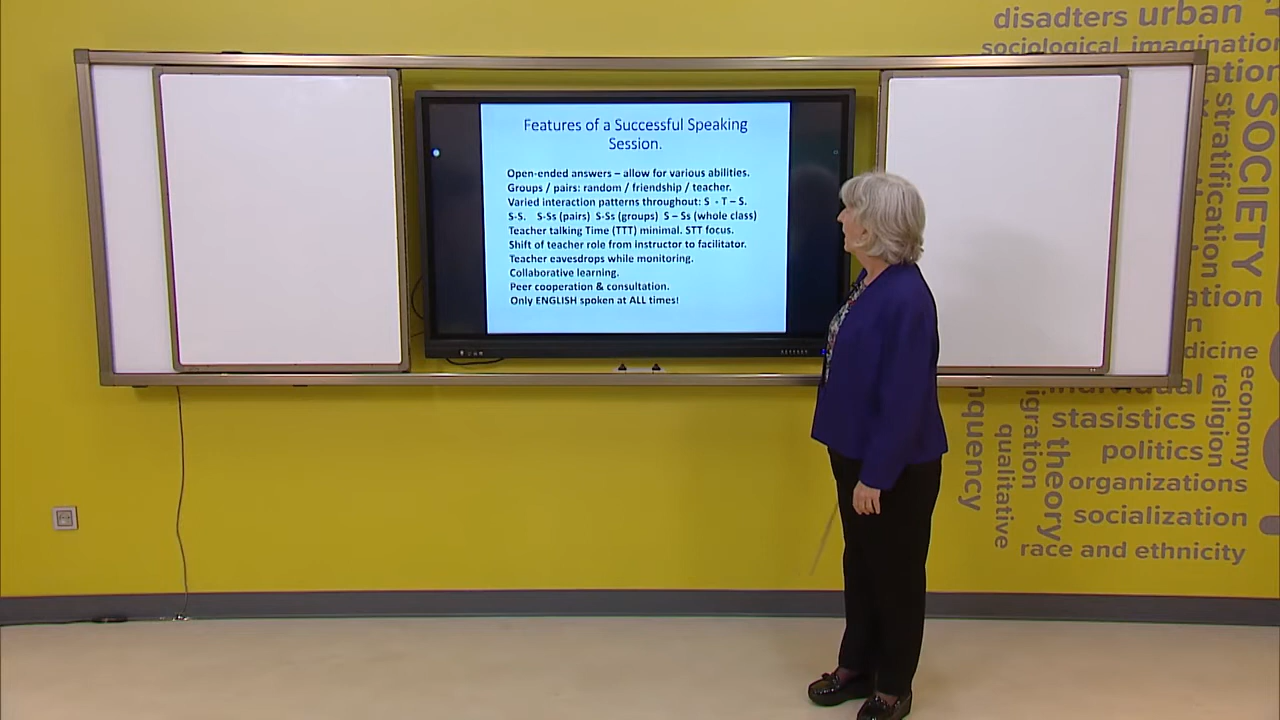 Features of a Successful Speaking
Session.
Open-ended answers – allow for various abilities.
Groups / pairs: random / friendship / teacher.
Varied interaction patterns throughout: S - T – S.
S-S. S-Ss (pairs) S-Ss (groups) S – Ss (whole class)
Teacher talking Time (TTT) minimal. STT focus.
Shift of teacher role from instructor to facilitator.
Teacher eavesdrops while monitoring.
Collaborative learning.
Peer cooperation & consultation.
Only ENGLISH spoken at ALL times!
disadters urban
sociological imagination
stratification
SOCIETY
economy
religion
stasistics
politics
theory
qualitative
organizations
socialization
race and ethnicity